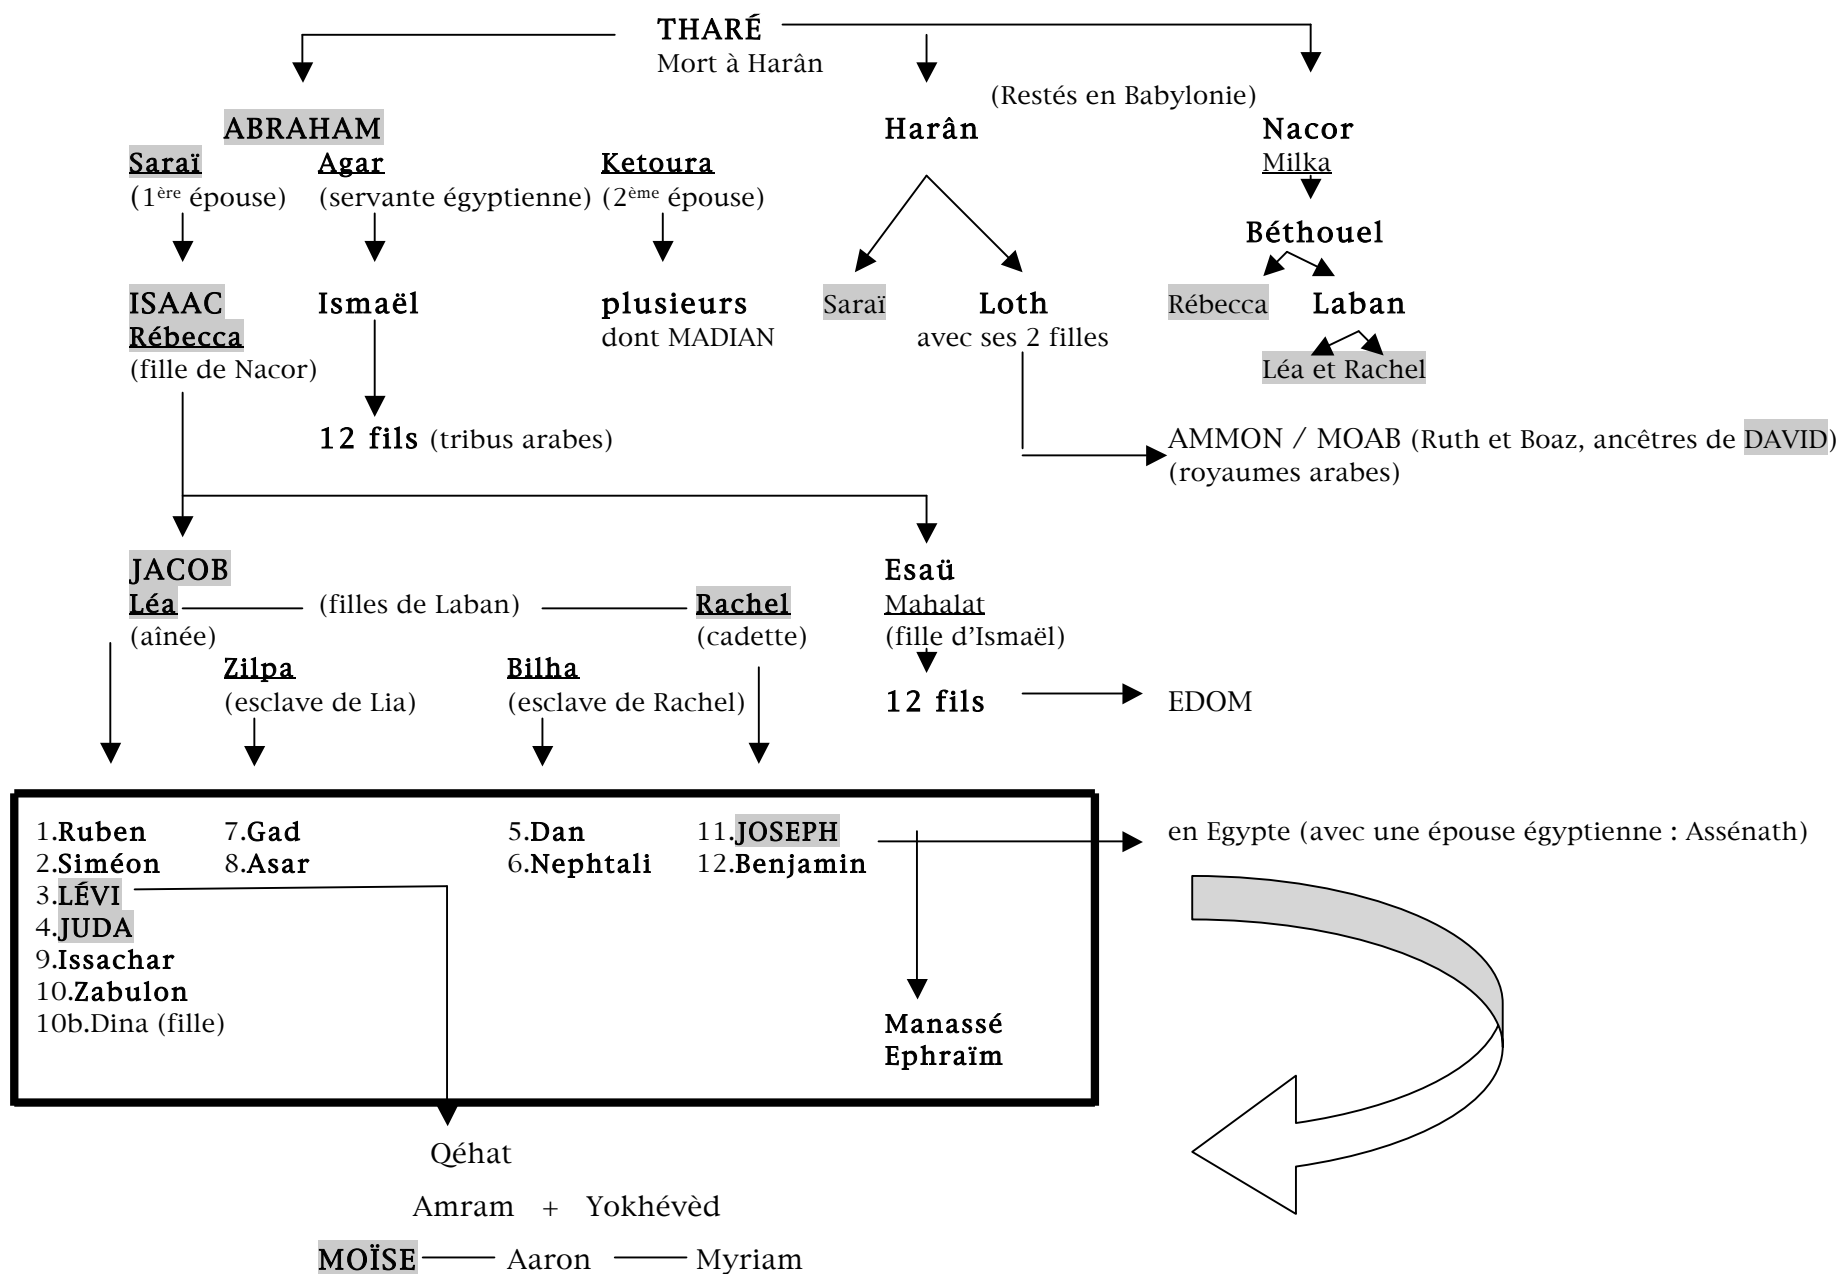 THARÉ
Mort à Harân
(Restés en Babylonie)
ABRAHAM Harân Nacor
Saraï Agar Ketoura Milka
(1ère épouse) (servante égyptienne) (2ème épouse)
Béthouel
ISAAC Ismaël plusieurs Saraï Loth Rébecca Laban
Rébecca dont MADIAN avec ses 2 filles
(fille de Nacor) Léa et Rachel
12 fils (tribus arabes) AMMON / MOAB (Ruth et Boaz, ancêtres de DAVID)
(royaumes arabes)
JACOB Esaü
Léa (filles de Laban) Rachel Mahalat
(aînée) (cadette) (fille d'Ismaël)
Zilpa Bilha
(esclave de Lia) (esclave de Rachel) 12 fils EDOM
1.Ruben 7.Gad 5.Dan 11.JOSEPH en Egypte (avec une épouse égyptienne : Assénath)
2.Siméon 8.Asar 6.Nephtali 12.Benjamin
3.LÉVI
4.JUDA
9.Issachar
10.Zabulon
10b.Dina (fille) Manassé
Ephraïm
Qéhat
Amram + Yokhévèd
MOÏSE Aaron Myriam